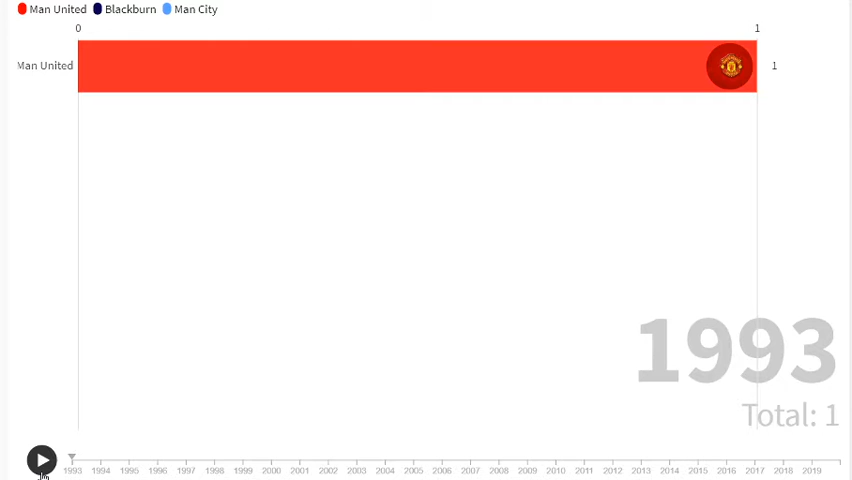 Man United Blackburn Man City
0 1
Man United 1
1993
Total: 1
1993 1994 1995 1996 1997 1998 1999 2000 2001 2002 2003 2004 2005 2006 2007 2008 2009 2010 2011 2012 2013 2014 2015 2016 2017 2018 2019